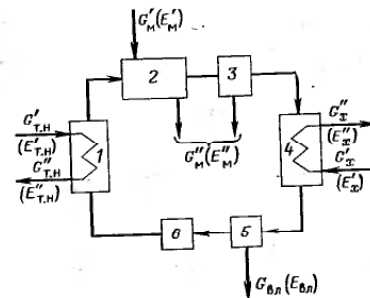 G′м(E′м)
2
3
G′т.н
(E′т.н)
G″т.н
(E″т.н)
1
G″м(E″м)
4
G″х
(E″х)
G′х
(E′х)
6
5
Gвл(Eвл)